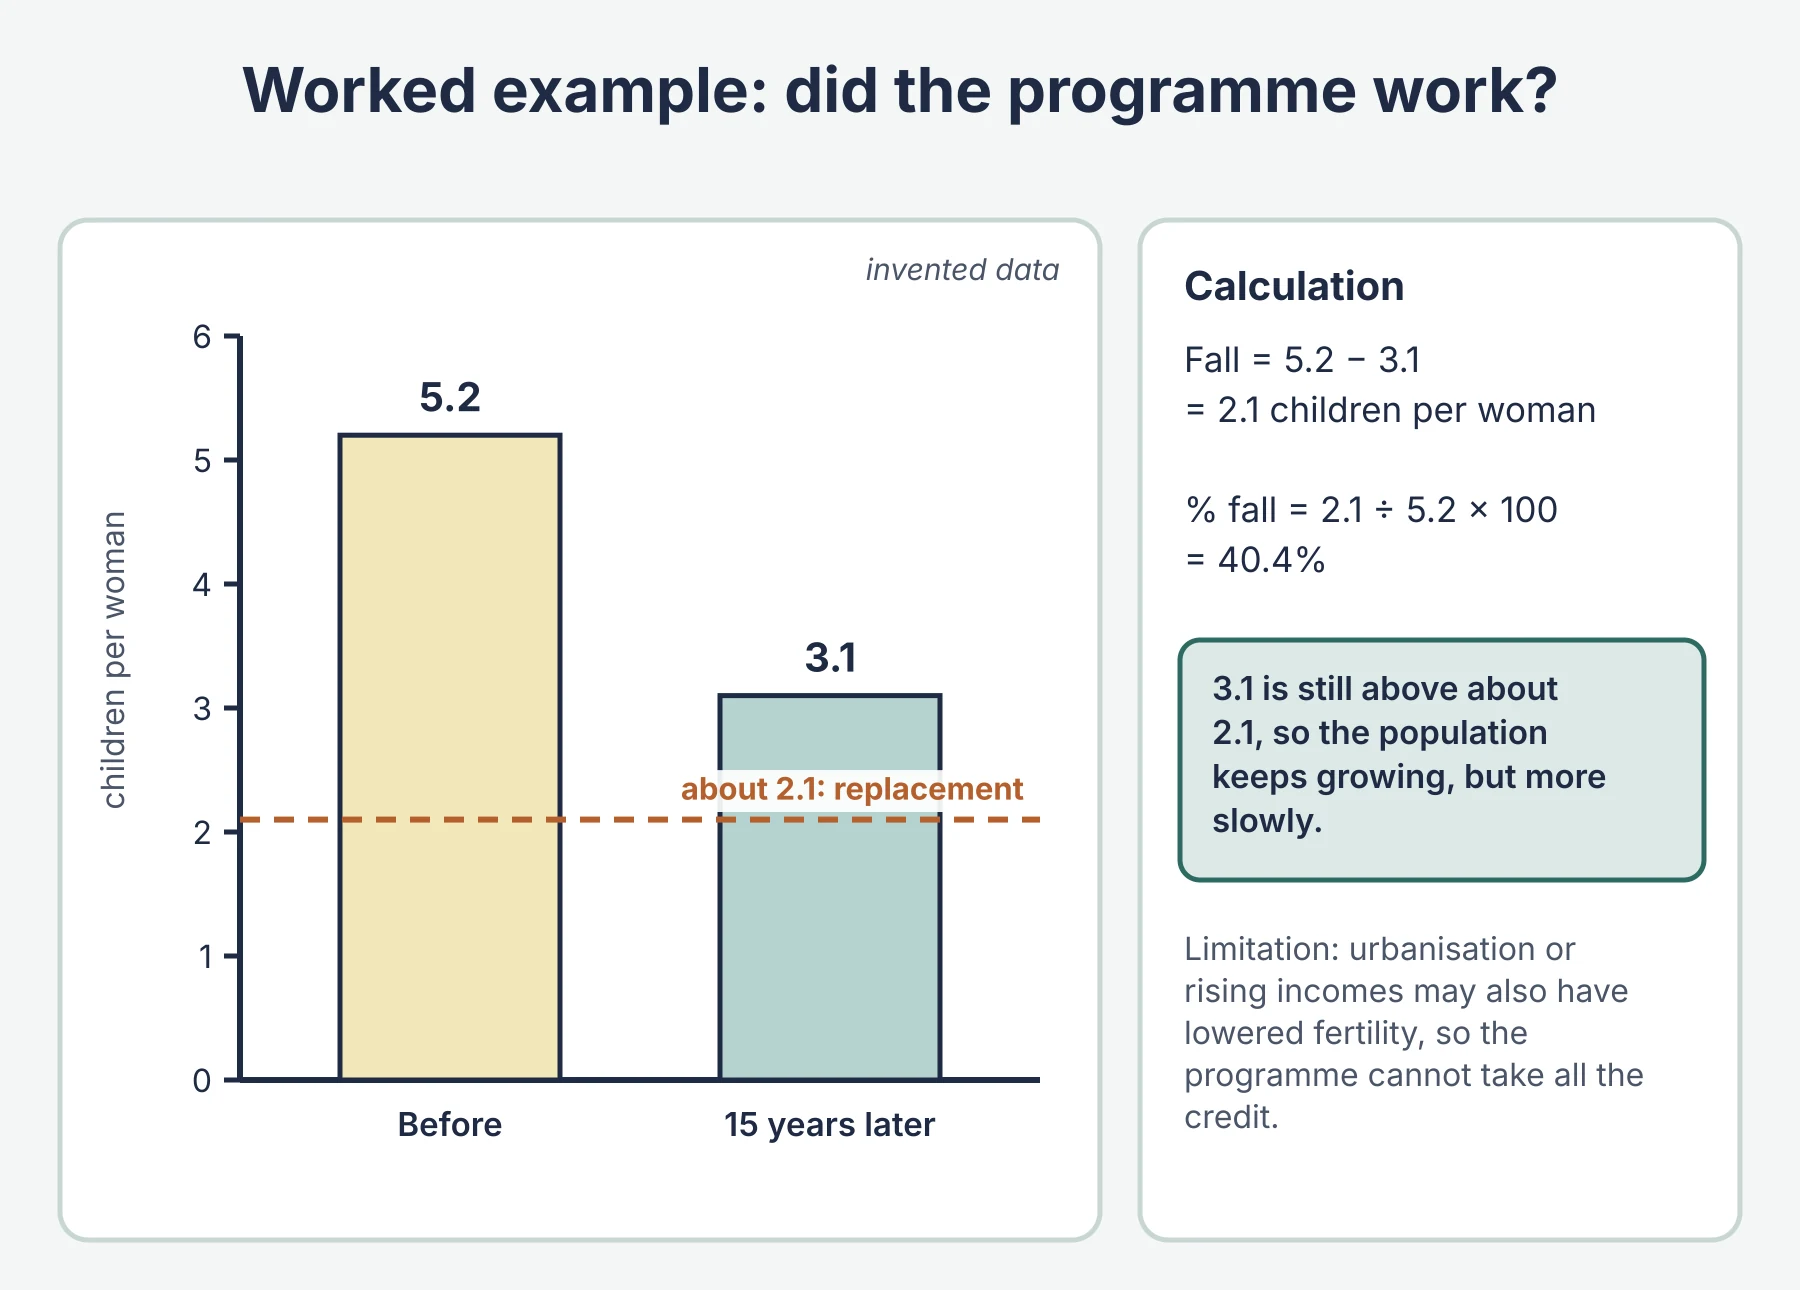 Worked example: did the programme work?
invented data
children per woman
6
5
4
3
2
1
0
5.2
3.1
about 2.1: replacement
Before
15 years later
Calculation
Fall = 5.2 − 3.1
= 2.1 children per woman
% fall = 2.1 ÷ 5.2 × 100
= 40.4%
3.1 is still above about
2.1, so the population
keeps growing, but more
slowly.
Limitation: urbanisation or
rising incomes may also have
lowered fertility, so the
programme cannot take all the
credit.